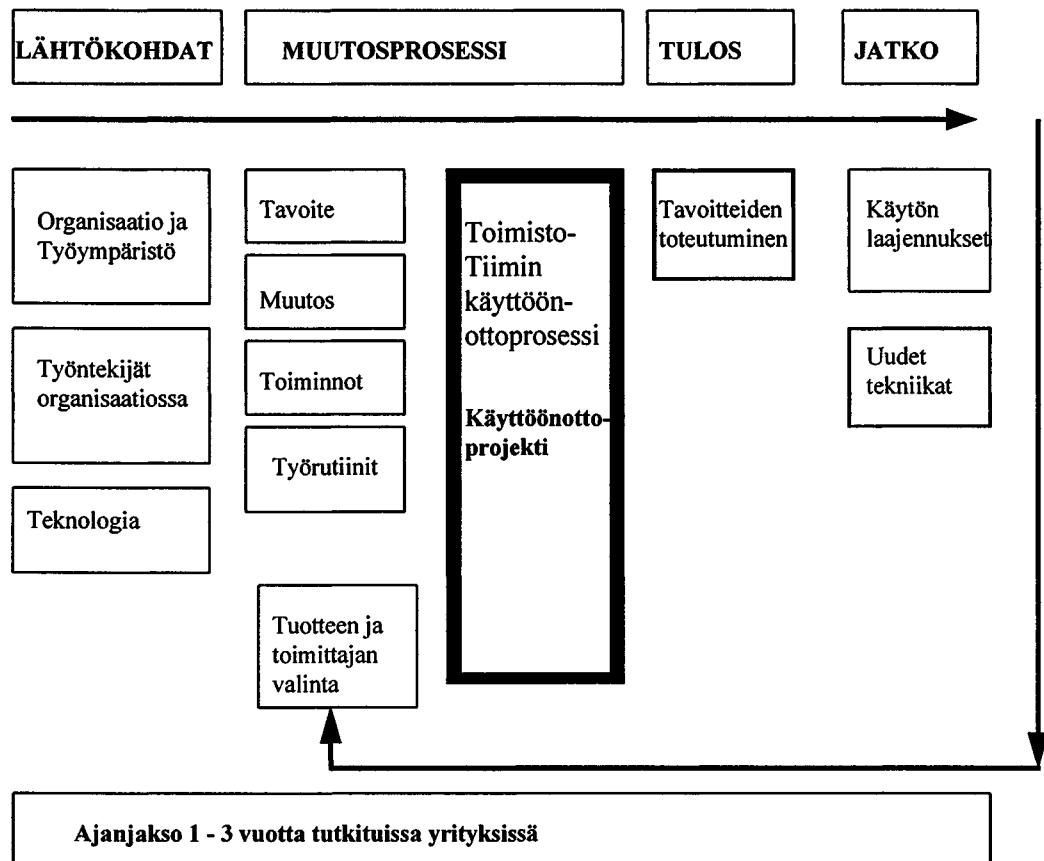 LÄHTÖKOHDAT
MUUTOSPROSESSI
TULOS
JATKO
Organisaatio ja
Työympäristö
Työntekijät
organisaatiossa
Teknologia
Tavoite
Muutos
Toiminnot
Työrutiinit
Tuotteen ja
toimittajan
valinta
Toimisto-
Tiimin
käyttöön-
ottoprosessi
Käyttöönotto-
projekti
Tavoitteiden
toteutuminen
Käytön
laajennukset
Uudet
tekniikat
Ajanjakso 1 - 3 vuotta tutkituissa yrityksissä